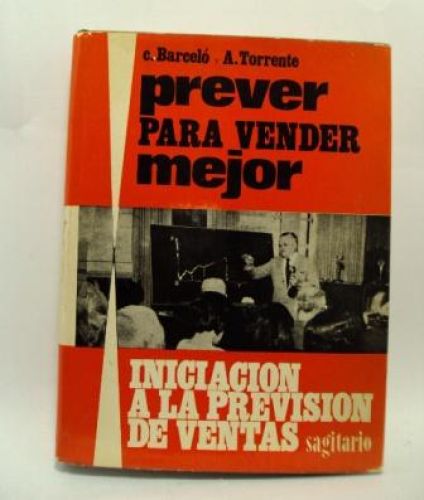 c. Barceló . A. Torrente
prever
PARA VENDER
mejor
INICIACION
A LA PREVISION
DE VENTAS sagitario